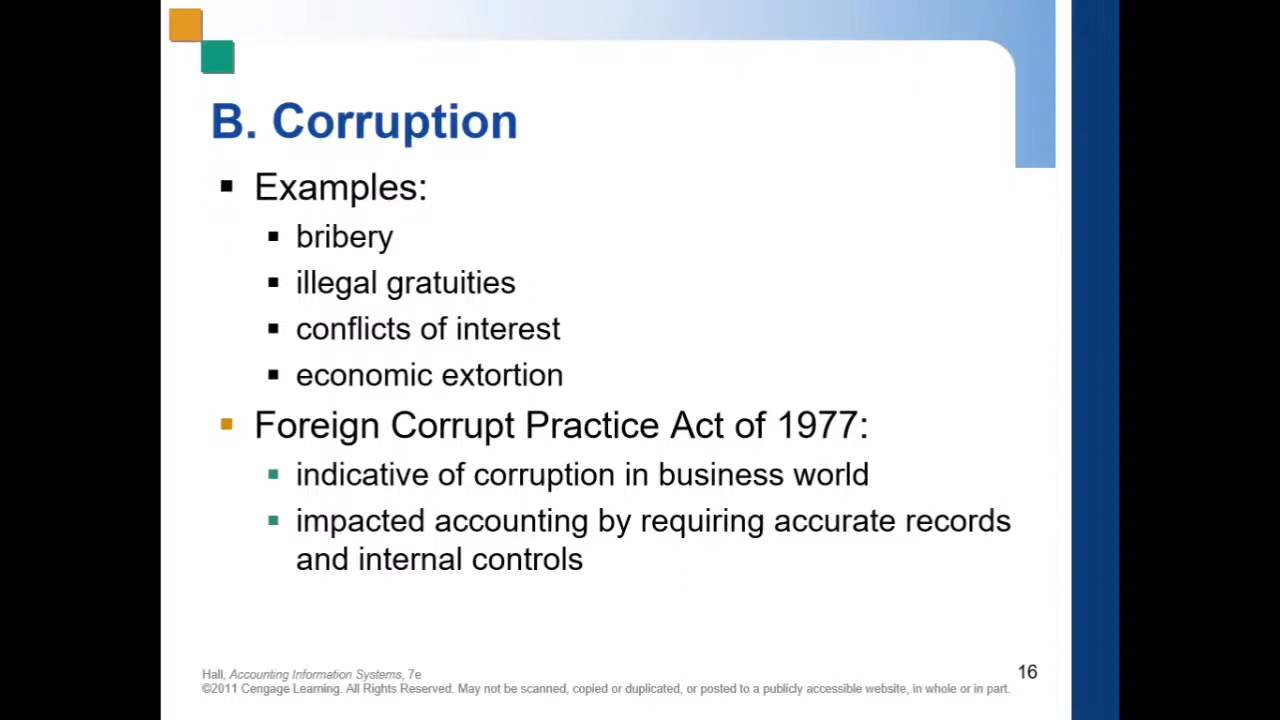 B. Corruption
Examples:
bribery
illegal gratuities
conflicts of interest
economic extortion
Foreign Corrupt Practice Act of 1977:
indicative of corruption in business world
impacted accounting by requiring accurate records
and internal controls
Hall, Accounting Information Systems, 7e
©2011 Cengage Learning. All Rights Reserved. May not be scanned, copied or duplicated, or posted to a publicly accessible website, in whole or in part.
16